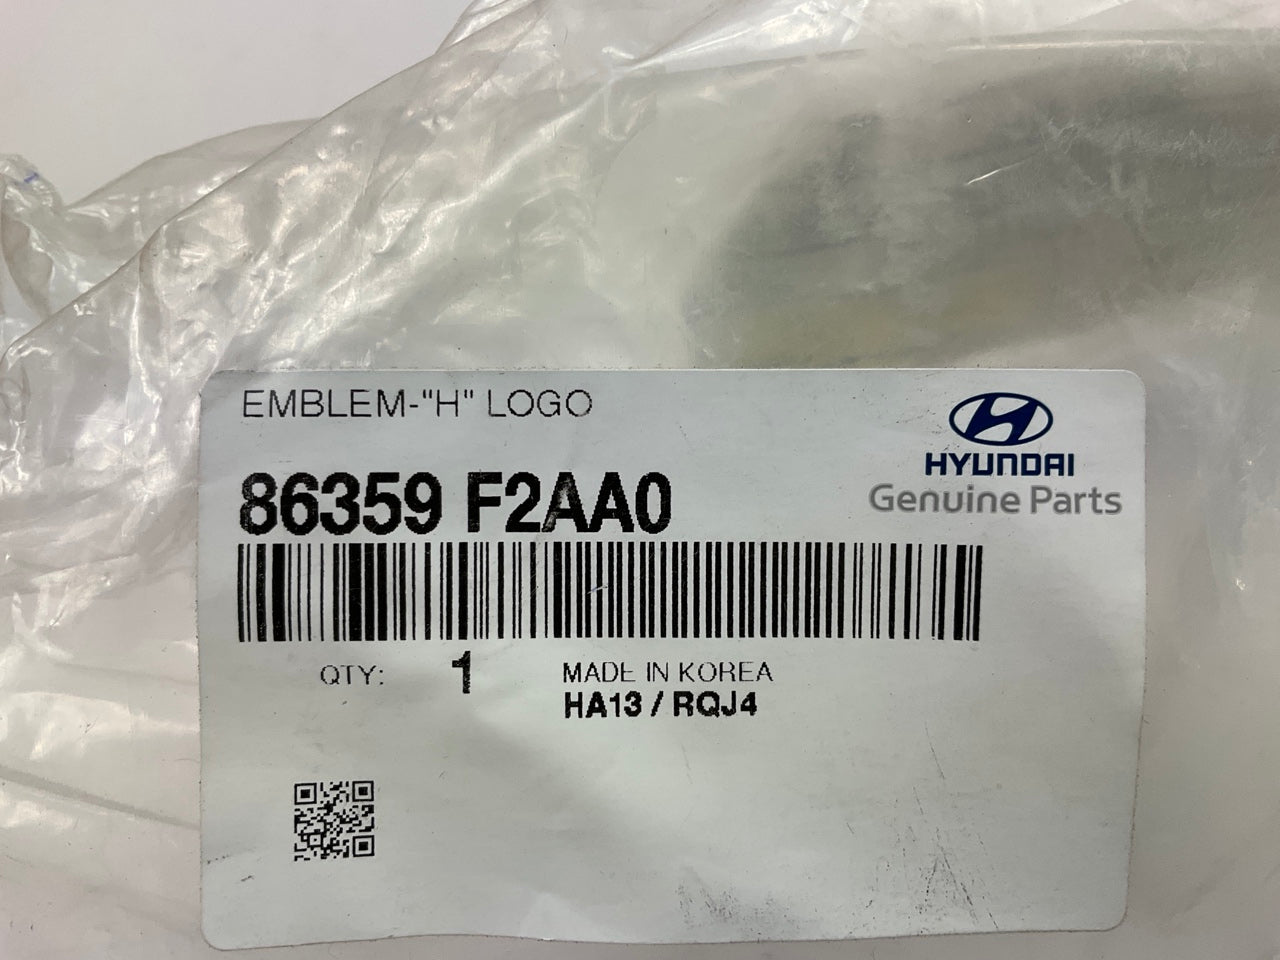 EMBLEM-"H" LOGO
HYUNDAI
Genuine Parts
86359 F2AA0
QTY: 1
MADE IN KOREA
HA13 / RQJ4